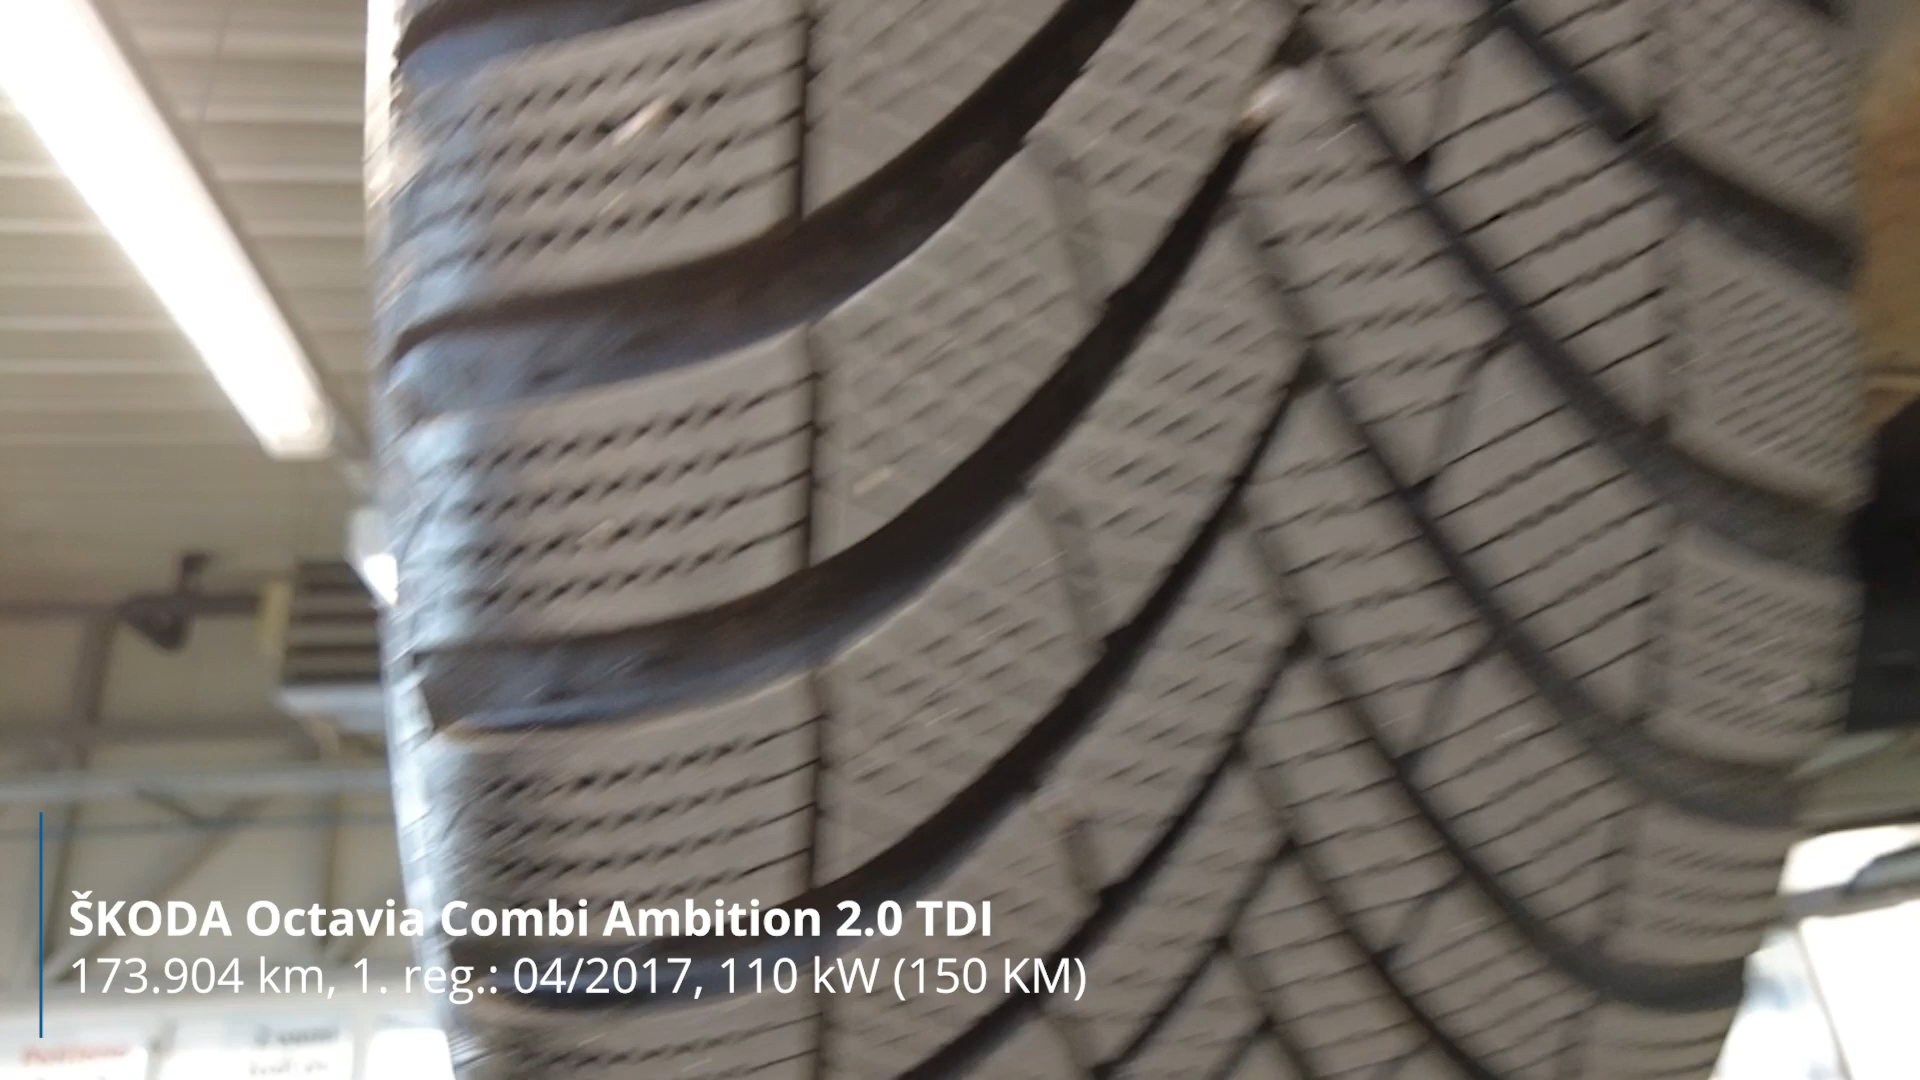 ŠKODA Octavia Combi Ambition 2.0 TDI
173.904 km, 1. reg.: 04/2017, 110 kW (150 KM)